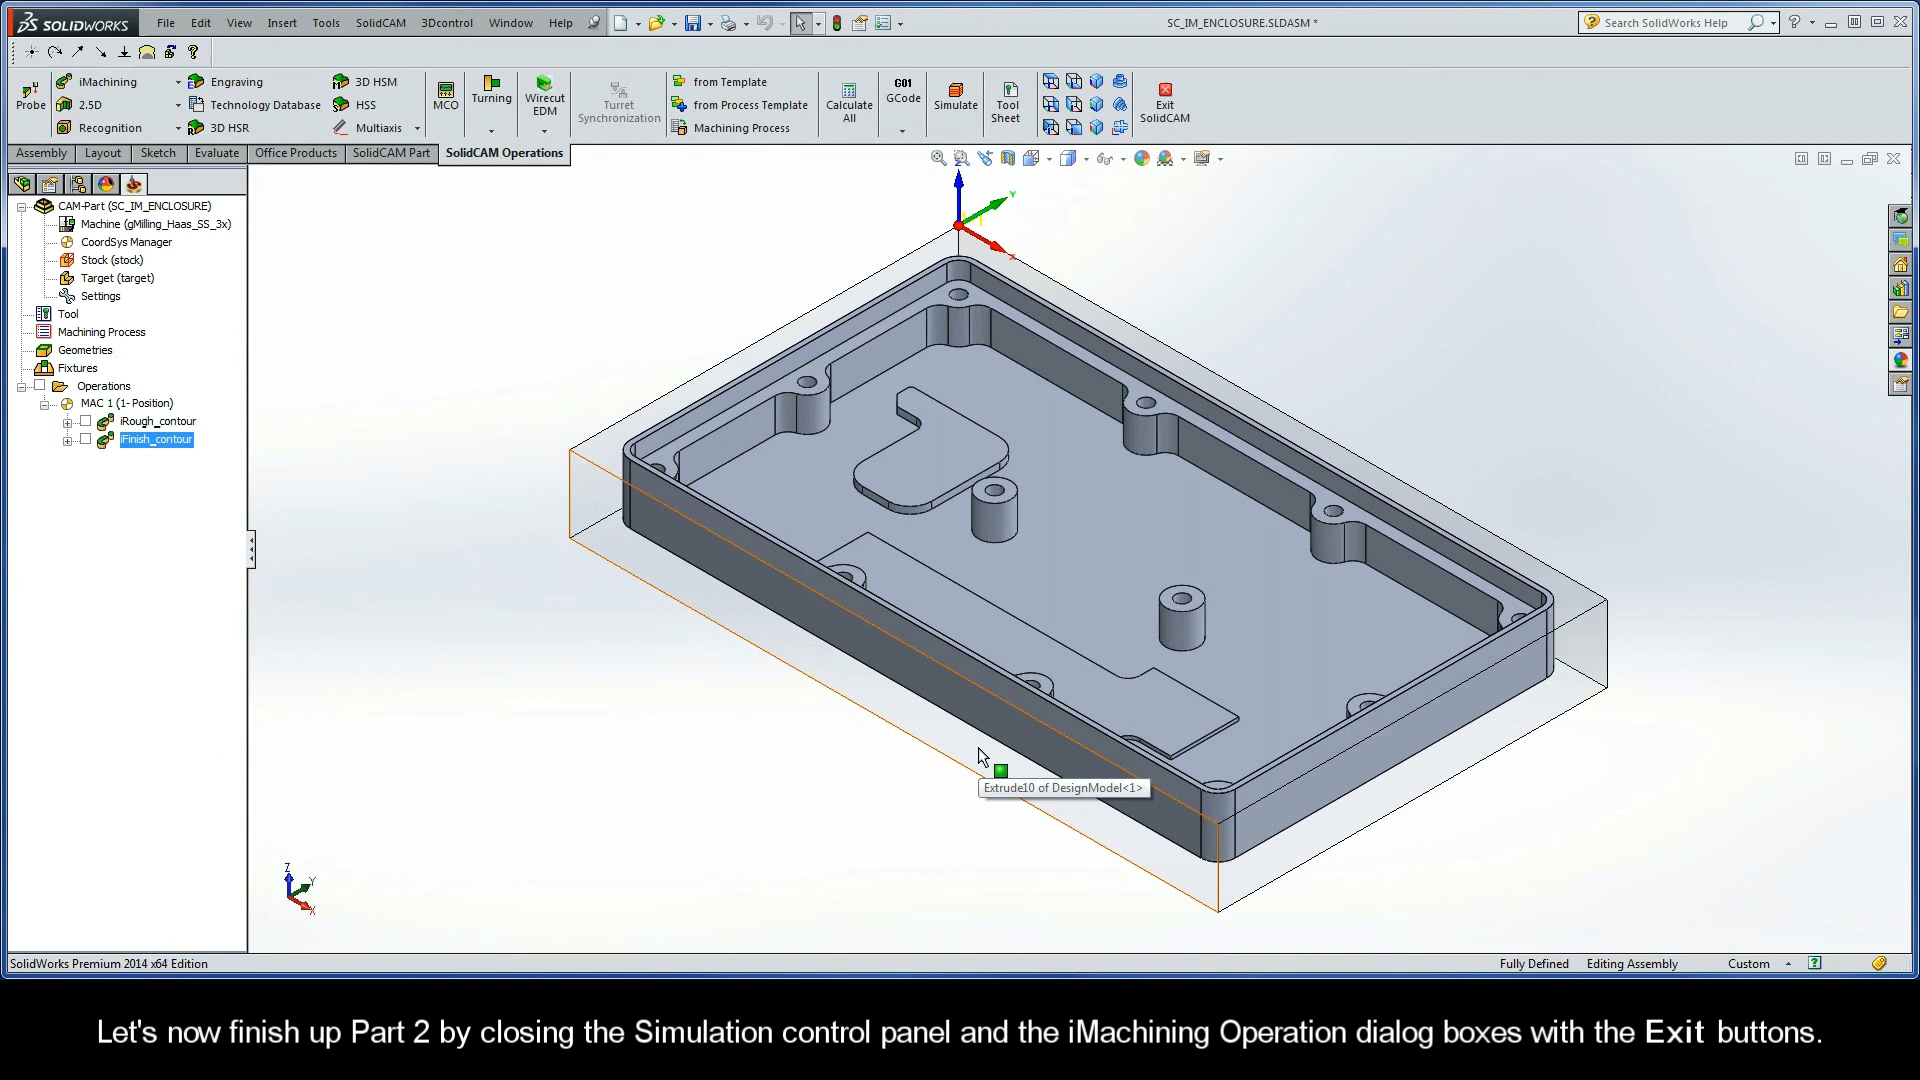 SOLIDWORKS File Edit View Insert Tools SolidCAM 3Dcontrol Window Help SC_IM_ENCLOSURE.SLDASM * Search SolidWorks Help
Probe
iMachining
2.5D
Recognition
Engraving
Technology Database
3D HSR
3D HSM
HSS
Multiaxis
MCO
Turning
Wirecut
EDM
Turret
Synchronization
from Template
from Process Template
Machining Process
Calculate
All
G01
GCode
Simulate
Tool
Sheet
Exit
SolidCAM
Assembly Layout Sketch Evaluate Office Products SolidCAM Part SolidCAM Operations
CAM-Part (SC_IM_ENCLOSURE)
Machine (gMilling_Haas_SS_3x)
CoordSys Manager
Stock (stock)
Target (target)
Settings
Tool
Machining Process
Geometries
Fixtures
Operations
MAC 1 (1- Position)
iRough_contour
iFinish_contour
Y
X
Extrude10 of DesignModel<1>
Z
Y
X
SolidWorks Premium 2014 x64 Edition Fully Defined Editing Assembly Custom
Let's now finish up Part 2 by closing the Simulation control panel and the iMachining Operation dialog boxes with the Exit buttons.